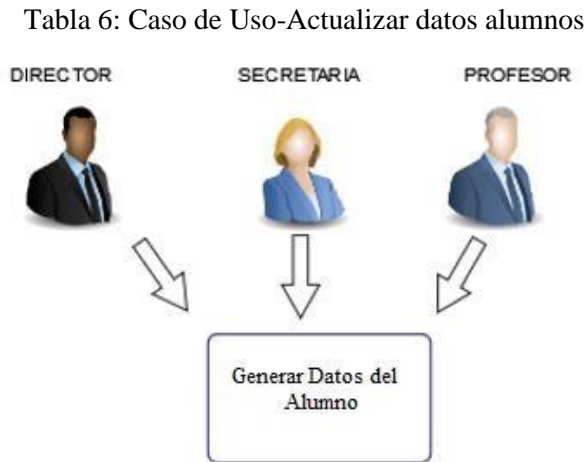 Tabla 6: Caso de Uso-Actualizar datos alumnos
DIRECTOR SECRETARIA PROFESOR
Generar Datos del
Alumno